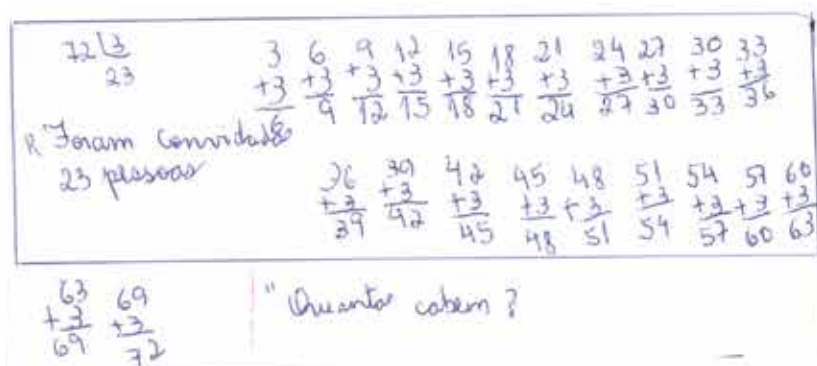 72 | 3
23
3 6 9 12 15 18 21 24 27 30 33
+3 +3 +3 +3 +3 +3 +3 +3 +3 +3 +3
6 9 12 15 18 21 24 27 30 33 36
R Foram convidadas
23 pessoas
36 39 42 45 48 51 54 57 60
+3 +3 +3 +3 +3 +3 +3 +3 +3
39 42 45 48 51 54 57 60 63
63 69
+3 +3
69 72
" Quantos cabem ?